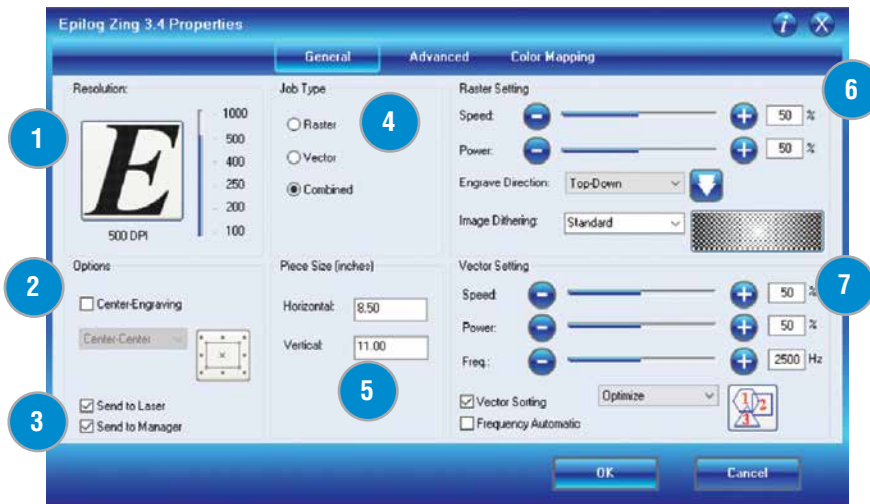 Epilog Zing 3.4 Properties
i X
General Advanced Color Mapping
Resolution:
1
E
1000
500
400
250
200
100
500 DPI
Job Type
4
Raster
Vector
Combined
Raster Setting
6
Speed: - + 50 %
Power: - + 50 %
Engrave Direction: Top-Down
Image Dithering: Standard
Options
2
Center-Engraving
Center-Center
x
3
Send to Laser
Send to Manager
Piece Size (inches)
Horizontal: 8.50
Vertical: 11.00
5
Vector Setting
7
Speed: - + 50 %
Power: - + 50 %
Freq.: - + 2500 Hz
Vector Sorting Optimize
1 2 3
Frequency Automatic
OK Cancel